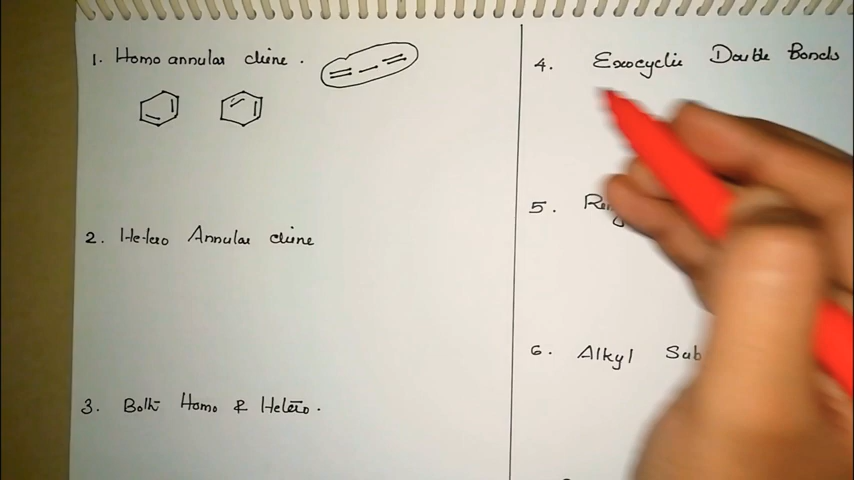 1. Homo annular diene.
2. Hetero Annular diene
3. Both Homo & Hetero.
4. Exocyclic Double Bonds
5.
6. Alkyl Sub